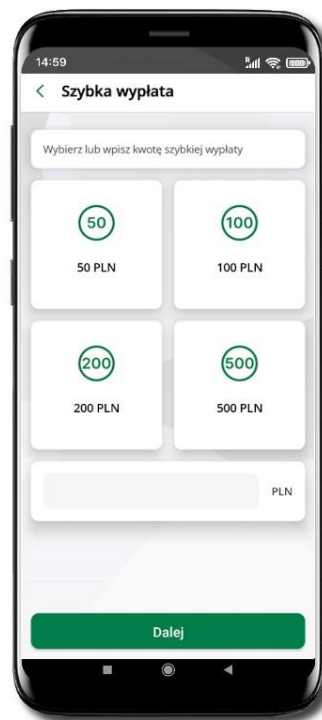 14:59
Szybka wypłata
Wybierz lub wpisz kwotę szybkiej wypłaty
50
100
50 PLN
100 PLN
200
500
200 PLN
500 PLN
PLN
Dalej